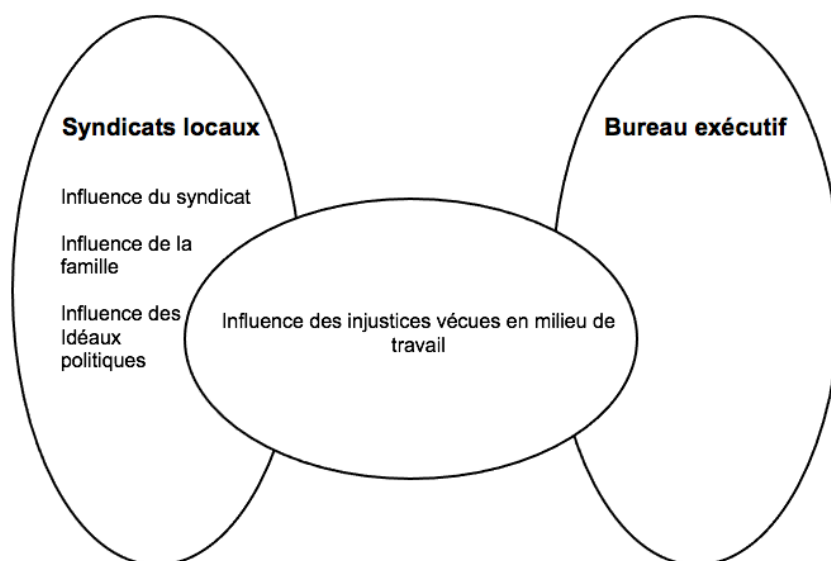 Syndicats locaux
Bureau exécutif
Influence du syndicat
Influence de la
famille
Influence des
Idéaux
politiques
Influence des injustices vécues en milieu de
travail